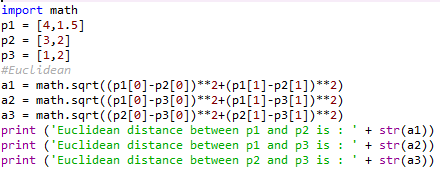 import math
p1 = [4,1.5]
p2 = [3,2]
p3 = [1,2]
#Euclidean
a1 = math.sqrt((p1[0]-p2[0])**2+(p1[1]-p2[1])**2)
a2 = math.sqrt((p1[0]-p3[0])**2+(p1[1]-p3[1])**2)
a3 = math.sqrt((p2[0]-p3[0])**2+(p2[1]-p3[1])**2)
print ('Euclidean distance between p1 and p2 is : ' + str(a1))
print ('Euclidean distance between p1 and p3 is : ' + str(a2))
print ('Euclidean distance between p2 and p3 is : ' + str(a3))